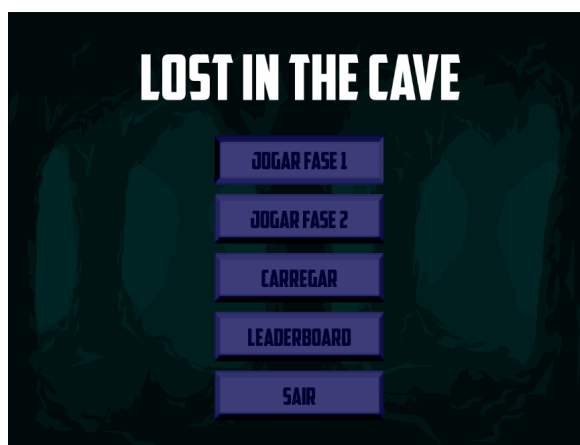 LOST IN THE CAVE
JOGAR FASE 1
JOGAR FASE 2
CARREGAR
LEADERBOARD
SAIR